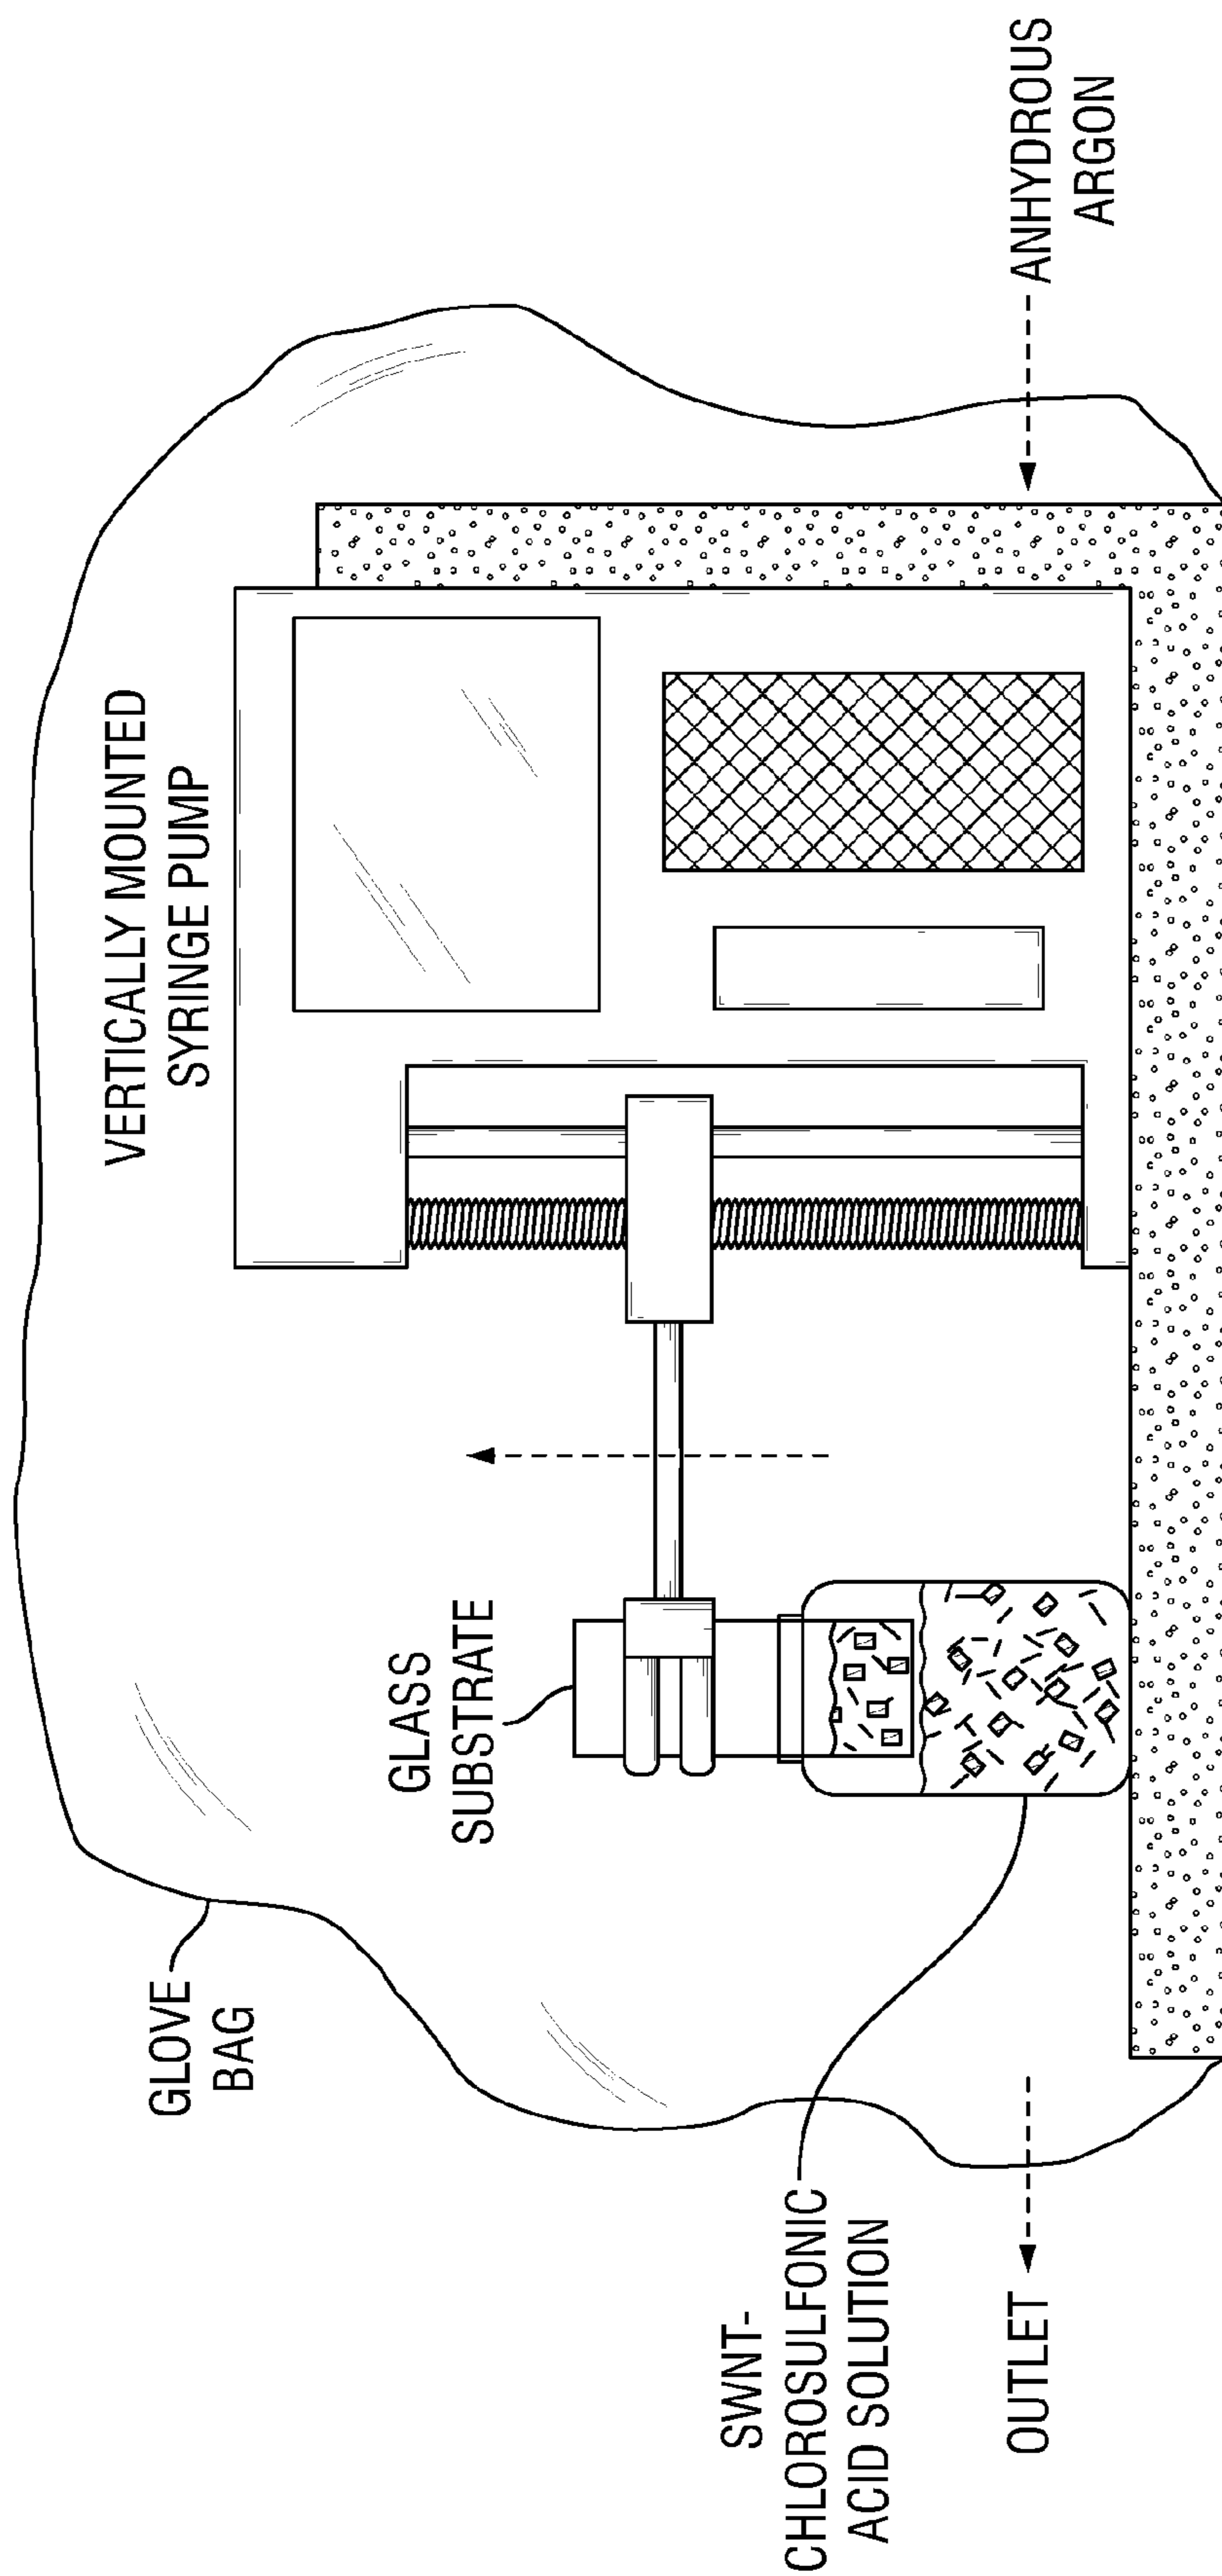 VERTICALLY MOUNTED
SYRINGE PUMP
GLOVE
BAG
GLASS
SUBSTRATE
SWNT-
CHLOROSULFONIC
ACID SOLUTION
OUTLET
ANHYDROUS
ARGON